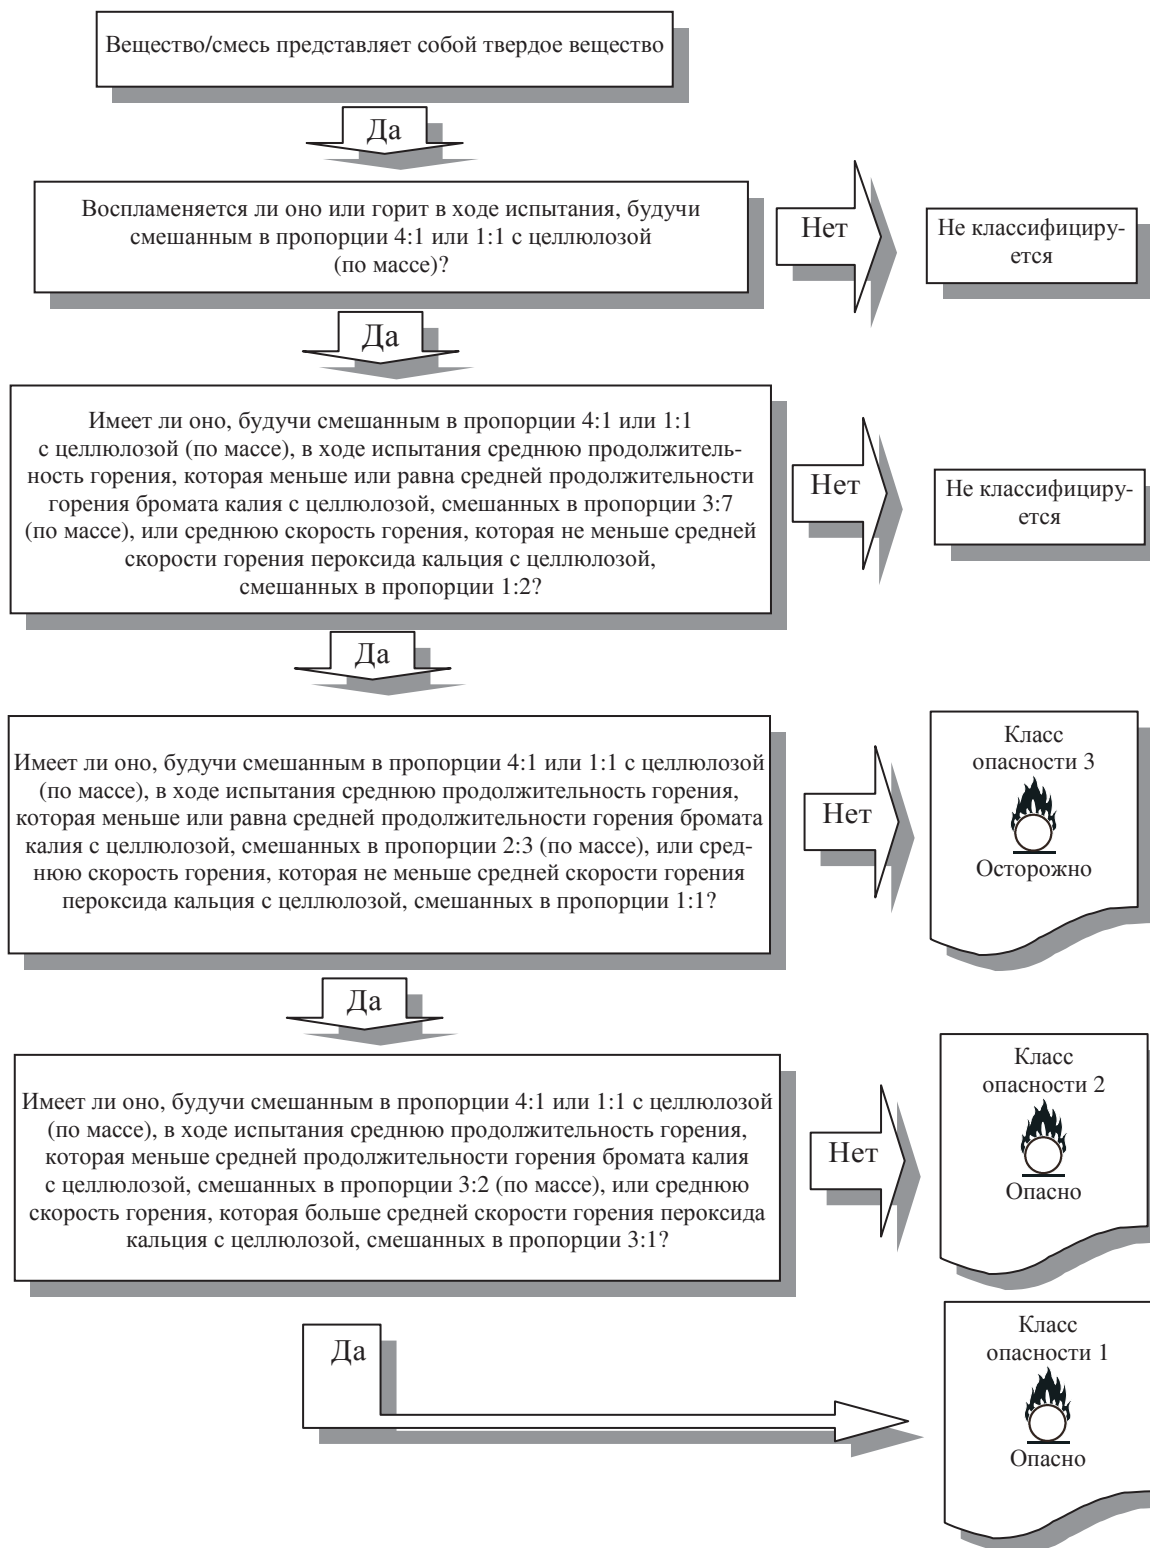 Вещество/смесь представляет собой твердое вещество
Да
Воспламеняется ли оно или горит в ходе испытания, будучи
смешанным в пропорции 4:1 или 1:1 с целлюлозой
(по массе)?
Нет
Не классифициру-
ется
Да
Имеет ли оно, будучи смешанным в пропорции 4:1 или 1:1
с целлюлозой (по массе), в ходе испытания среднюю продолжитель-
ность горения, которая меньше или равна средней продолжительности
горения бромата калия с целлюлозой, смешанных в пропорции 3:7
(по массе), или среднюю скорость горения, которая не меньше средней
скорости горения пероксида кальция с целлюлозой,
смешанных в пропорции 1:2?
Нет
Не классифициру-
ется
Да
Имеет ли оно, будучи смешанным в пропорции 4:1 или 1:1 с целлюлозой
(по массе), в ходе испытания среднюю продолжительность горения,
которая меньше или равна средней продолжительности горения бромата
калия с целлюлозой, смешанных в пропорции 2:3 (по массе), или сред-
нюю скорость горения, которая не меньше средней скорости горения
пероксида кальция с целлюлозой, смешанных в пропорции 1:1?
Нет
Класс
опасности 3
Осторожно
Да
Имеет ли оно, будучи смешанным в пропорции 4:1 или 1:1 с целлюлозой
(по массе), в ходе испытания среднюю продолжительность горения,
которая меньше средней продолжительности горения бромата калия
с целлюлозой, смешанных в пропорции 3:2 (по массе), или среднюю
скорость горения, которая больше средней скорости горения пероксида
кальция с целлюлозой, смешанных в пропорции 3:1?
Нет
Класс
опасности 2
Опасно
Да
Класс
опасности 1
Опасно